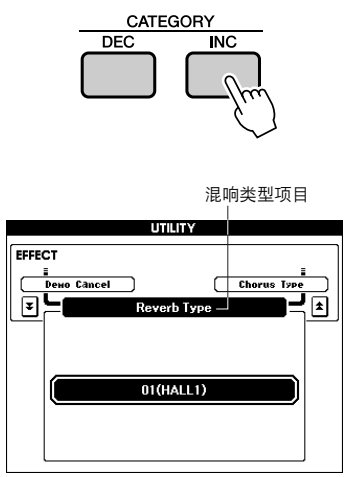 CATEGORY
DEC INC
混响类型项目
UTILITY
EFFECT
Demo Cancel Chorus Type
Reverb Type
01(HALL1)